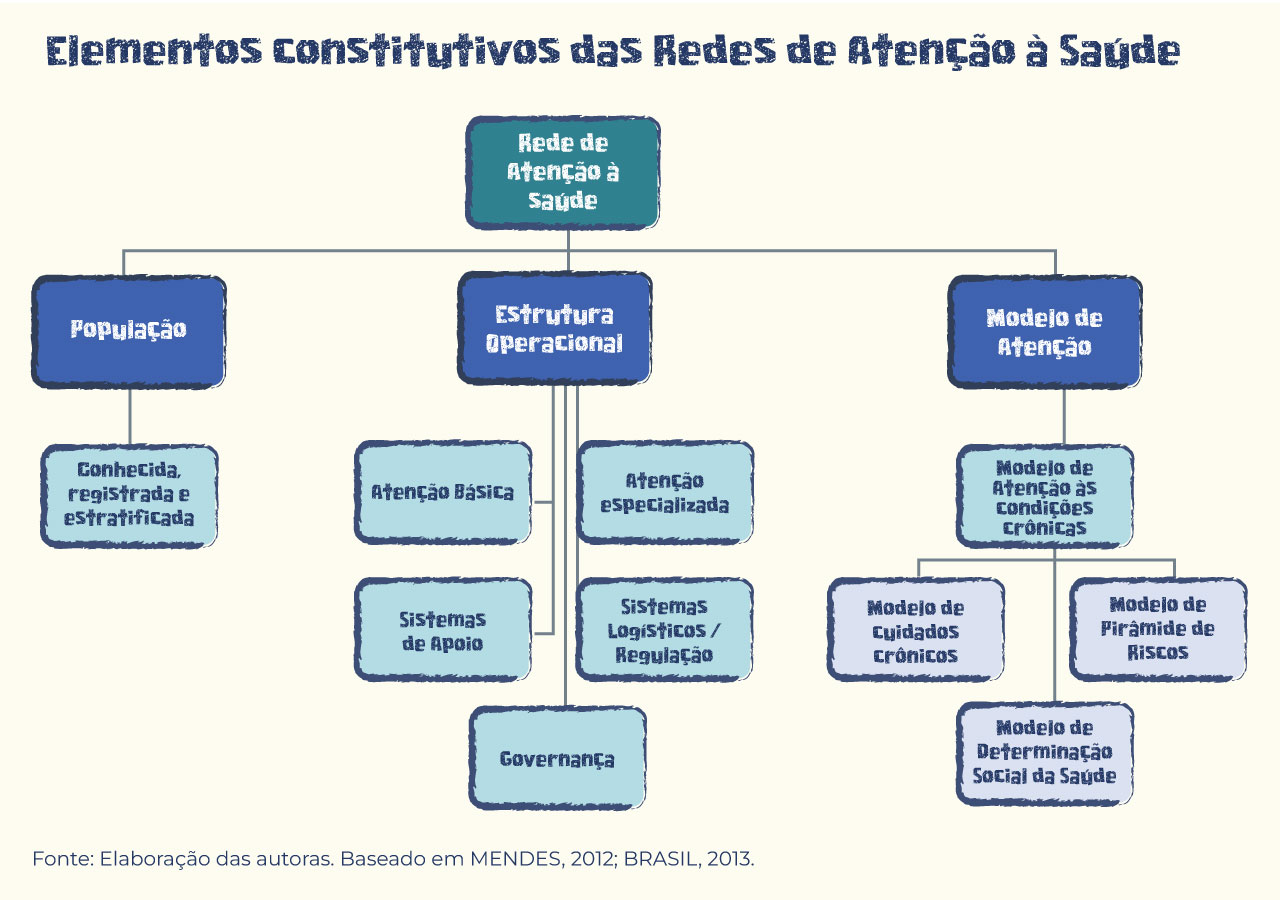 Elementos constitutivos das Redes de Atenção à Saúde
Rede de
Atenção à
Saúde
População
Estrutura
Operacional
Modelo de
Atenção
Conhecida,
registrada e
estratificada
Atenção Básica
Atenção
especializada
Sistemas
de Apoio
Sistemas
Logísticos /
Regulação
Governança
Modelo de
Atenção às
condições
crônicas
Modelo de
cuidados
crônicos
Modelo de
Pirâmide de
Riscos
Modelo de
Determinação
Social da Saúde
Fonte: Elaboração das autoras. Baseado em MENDES, 2012; BRASIL, 2013.